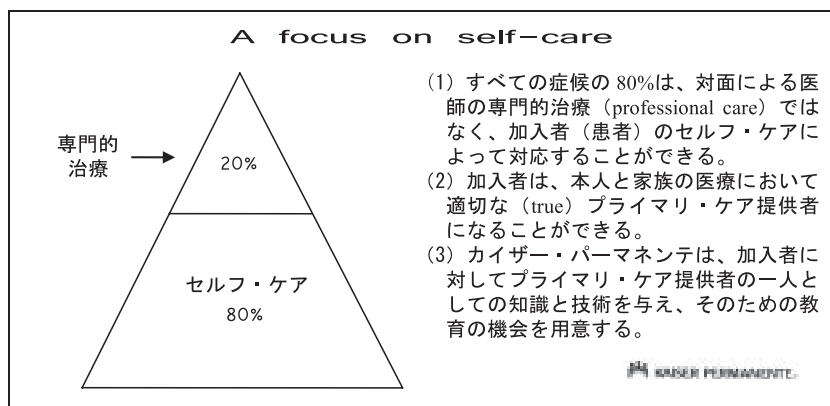 A focus on self-care
専門的
治療
20%
セルフ・ケア
80%
(1) すべての症候の 80%は、対面による医
師の専門的治療（professional care）では
なく、加入者（患者）のセルフ・ケアに
よって対応することができる。
(2) 加入者は、本人と家族の医療において
適切な（true）プライマリ・ケア提供者
になることができる。
(3) カイザー・パーマネンテは、加入者に
対してプライマリ・ケア提供者の一人と
しての知識と技術を与え、そのための教
育の機会を用意する。
KAISER PERMANENTE.